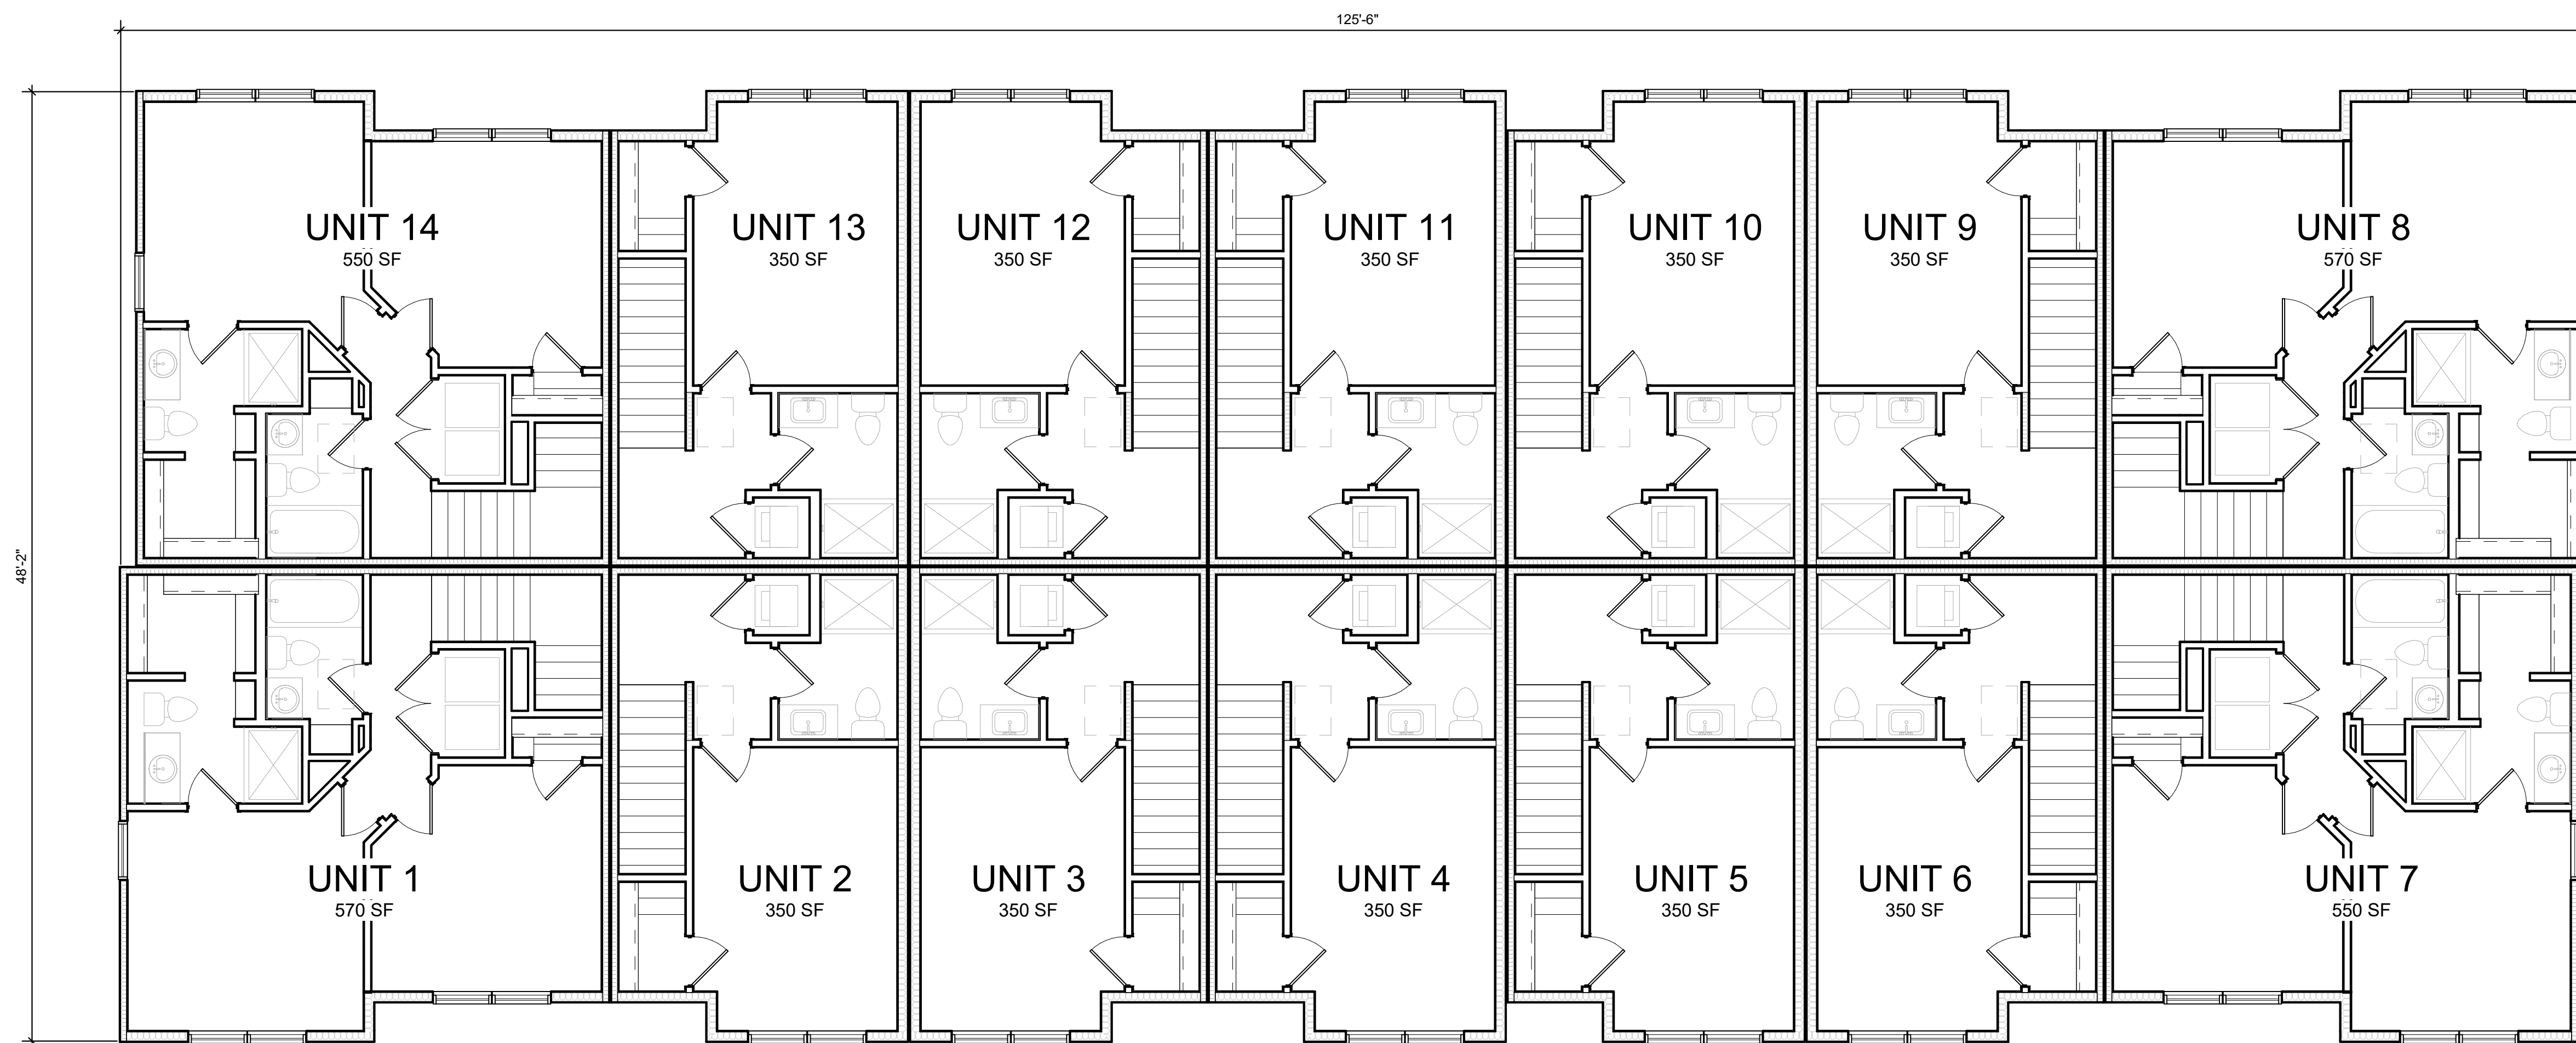 125'-6"
UNIT 14
550 SF
UNIT 13
350 SF
UNIT 12
350 SF
UNIT 11
350 SF
UNIT 10
350 SF
UNIT 9
350 SF
UNIT 8
570 SF
48'-2"
UNIT 1
570 SF
UNIT 2
350 SF
UNIT 3
350 SF
UNIT 4
350 SF
UNIT 5
350 SF
UNIT 6
350 SF
UNIT 7
550 SF